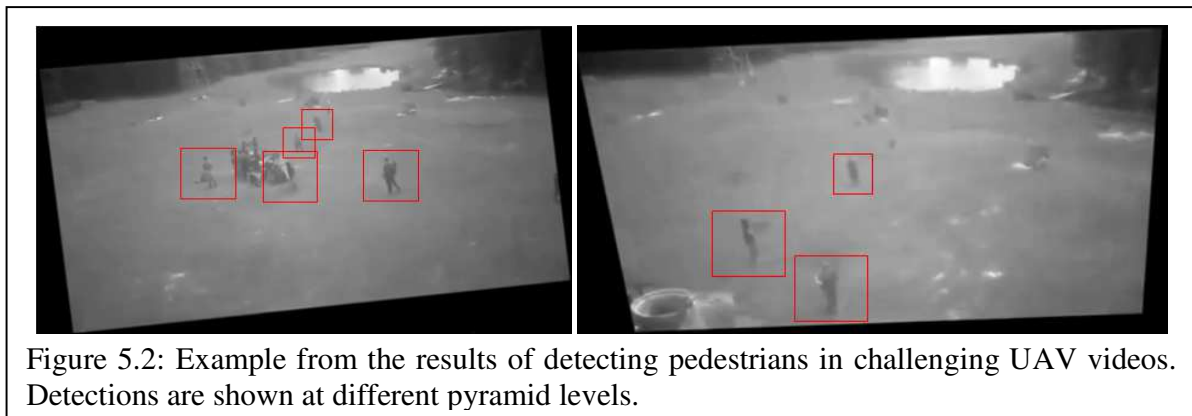 Figure 5.2: Example from the results of detecting pedestrians in challenging UAV videos.
Detections are shown at different pyramid levels.